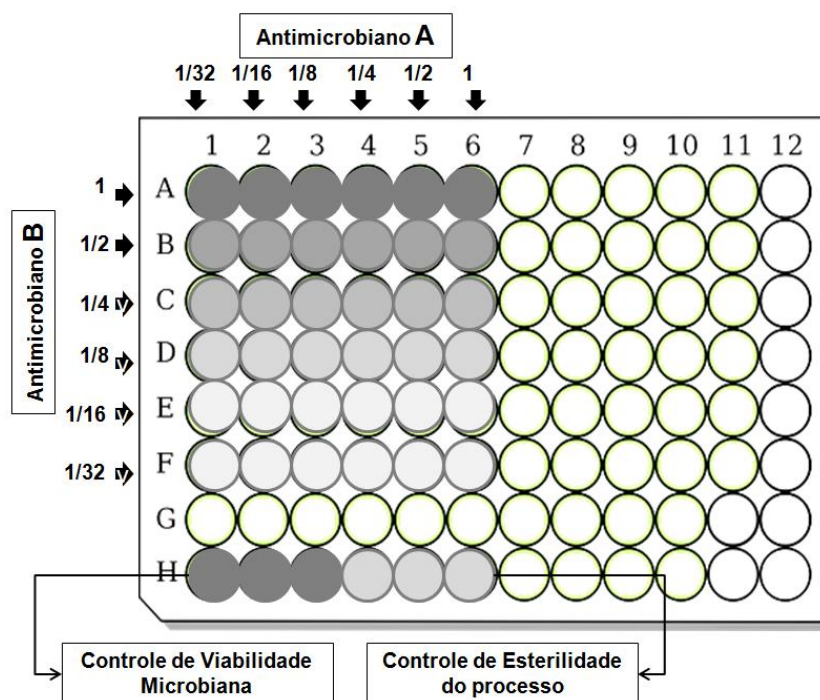 Antimicrobiano A
1/32 1/16 1/8 1/4 1/2 1
1 2 3 4 5 6 7 8 9 10 11 12
Antimicrobiano B
1 A
1/2 B
1/4 C
1/8 D
1/16 E
1/32 F
G
H
Controle de Viabilidade
Microbiana
Controle de Esterilidade
do processo